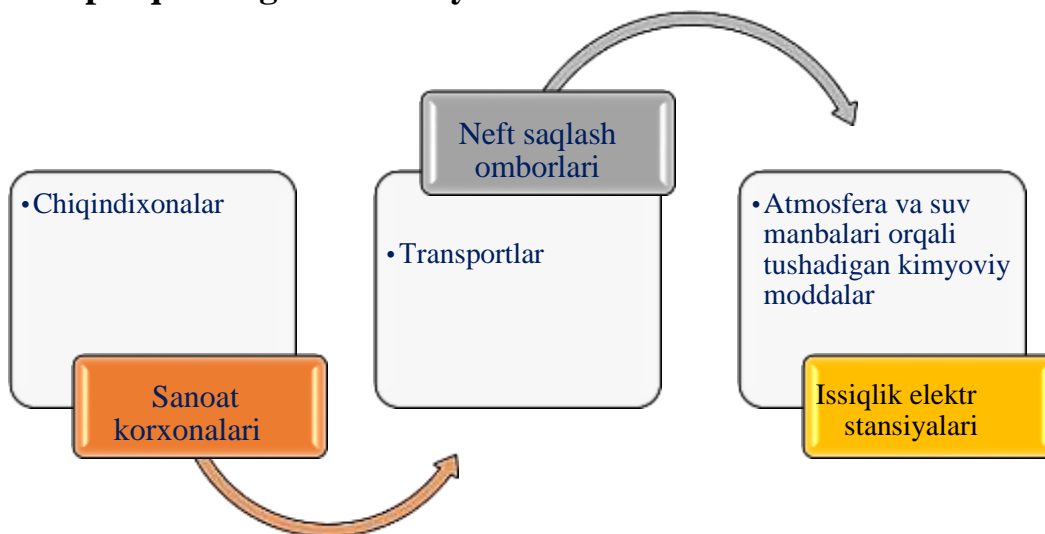 •Chiqindixonalar
Sanoat
korxonalari
Neft saqlash
omborlari
•Transportlar
•Atmosfera va suv
manbalari orqali
tushadigan kimyoviy
moddalar
Issiqlik elektr
stansiyalari